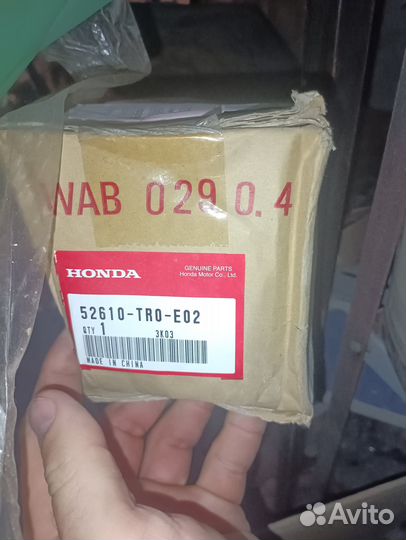 WAB 029 0.4
HONDA
GENUINE PARTS
Honda Motor Co., Ltd.
52610-TR0-E02
QTY 1
3K03
MADE IN CHINA
Avito